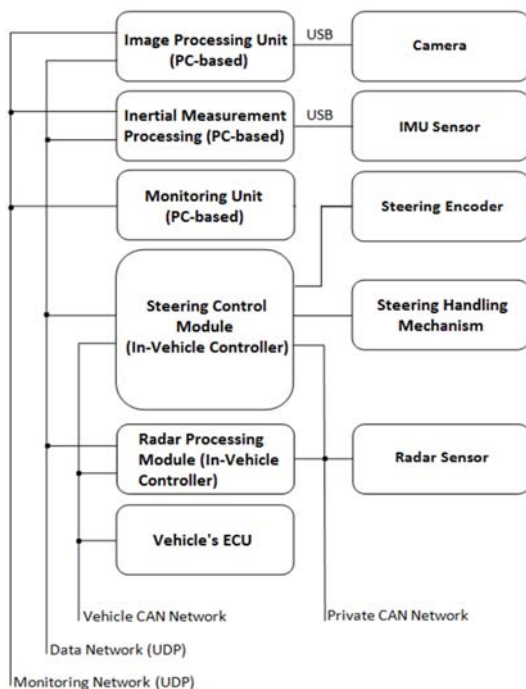 Image Processing Unit
(PC-based)
USB
Camera
Inertial Measurement
Processing (PC-based)
USB
IMU Sensor
Monitoring Unit
(PC-based)
Steering Encoder
Steering Control
Module
(In-Vehicle Controller)
Steering Handling
Mechanism
Radar Processing
Module (In-Vehicle
Controller)
Radar Sensor
Vehicle's ECU
Vehicle CAN Network
Private CAN Network
Data Network (UDP)
Monitoring Network (UDP)